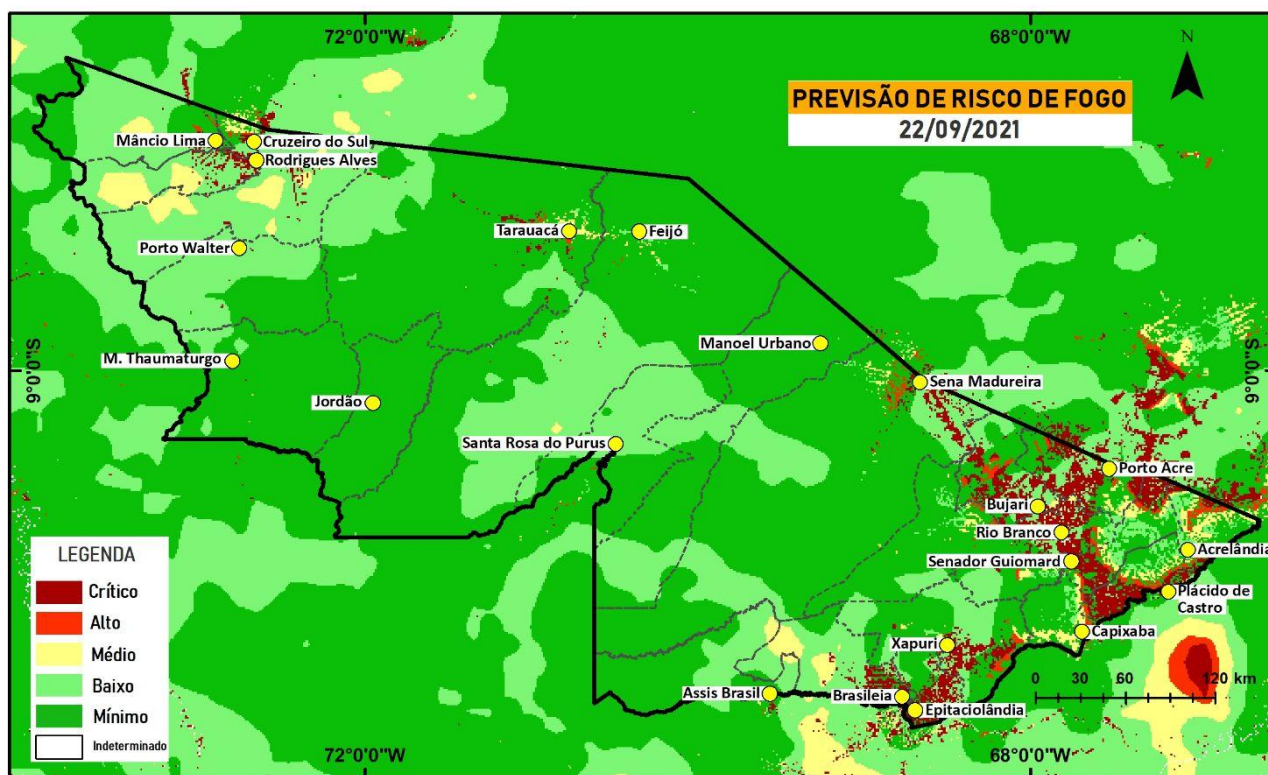 72°0'0"W
68°0'0"W
N
PREVISÃO DE RISCO DE FOGO
22/09/2021
Mâncio Lima
Cruzeiro do Sul
Rodrigues Alves
Tarauacá
Feijó
Porto Walter
Manoel Urbano
M. Thaumaturgo
9°0'0"S
9°0'0"S
Sena Madureira
Jordão
Santa Rosa do Purus
Porto Acre
Bujari
Rio Branco
Acrelândia
Senador Guiomard
Plácido de
Castro
Capixaba
Xapuri
Assis Brasil
Brasileia
Epitaciolândia
0 30 60 120 km
LEGENDA
Crítico
Alto
Médio
Baixo
Mínimo
Indeterminado
72°0'0"W
68°0'0"W